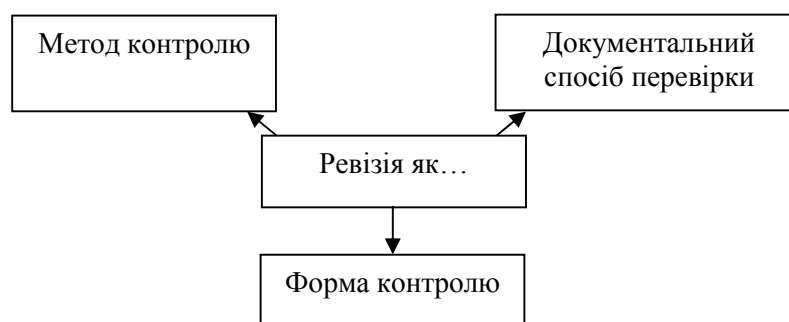 Метод контролю
Документальний
спосіб перевірки
Ревізія як…
Форма контролю